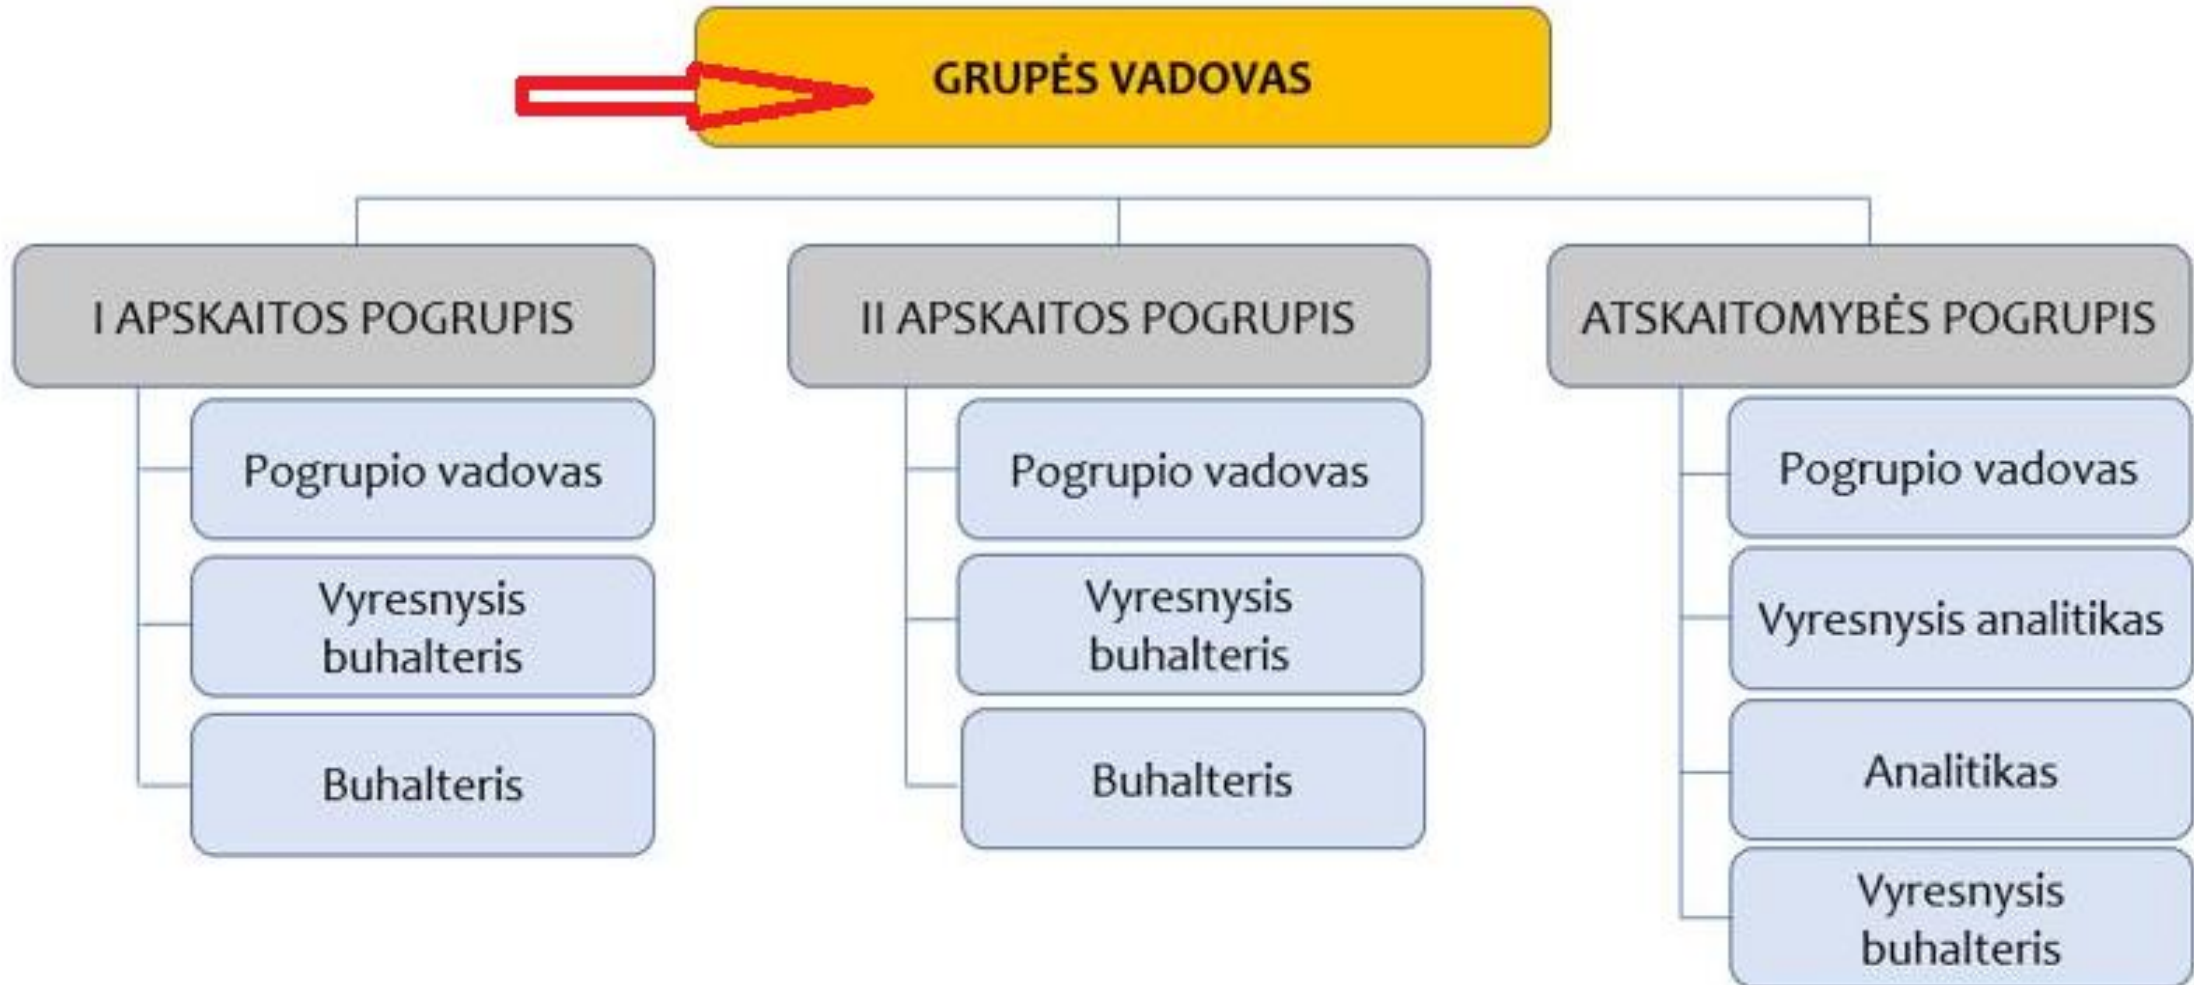 GRUPĖS VADOVAS
I APSKAITOS POGRUPIS
Pogrupio vadovas
Vyresnysis
buhalteris
Buhalteris
II APSKAITOS POGRUPIS
Pogrupio vadovas
Vyresnysis
buhalteris
Buhalteris
ATSKAITOMYBĖS POGRUPIS
Pogrupio vadovas
Vyresnysis analitikas
Analitikas
Vyresnysis
buhalteris